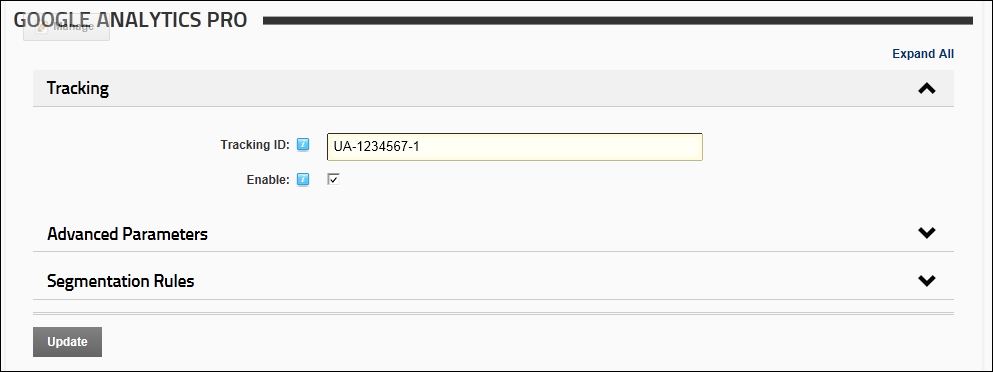 GOOGLE ANALYTICS PRO
Manage
Expand All
Tracking
Tracking ID: UA-1234567-1
Enable:
Advanced Parameters
Segmentation Rules
Update